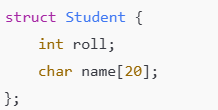 struct Student {
    int roll;
    char name[20];
};